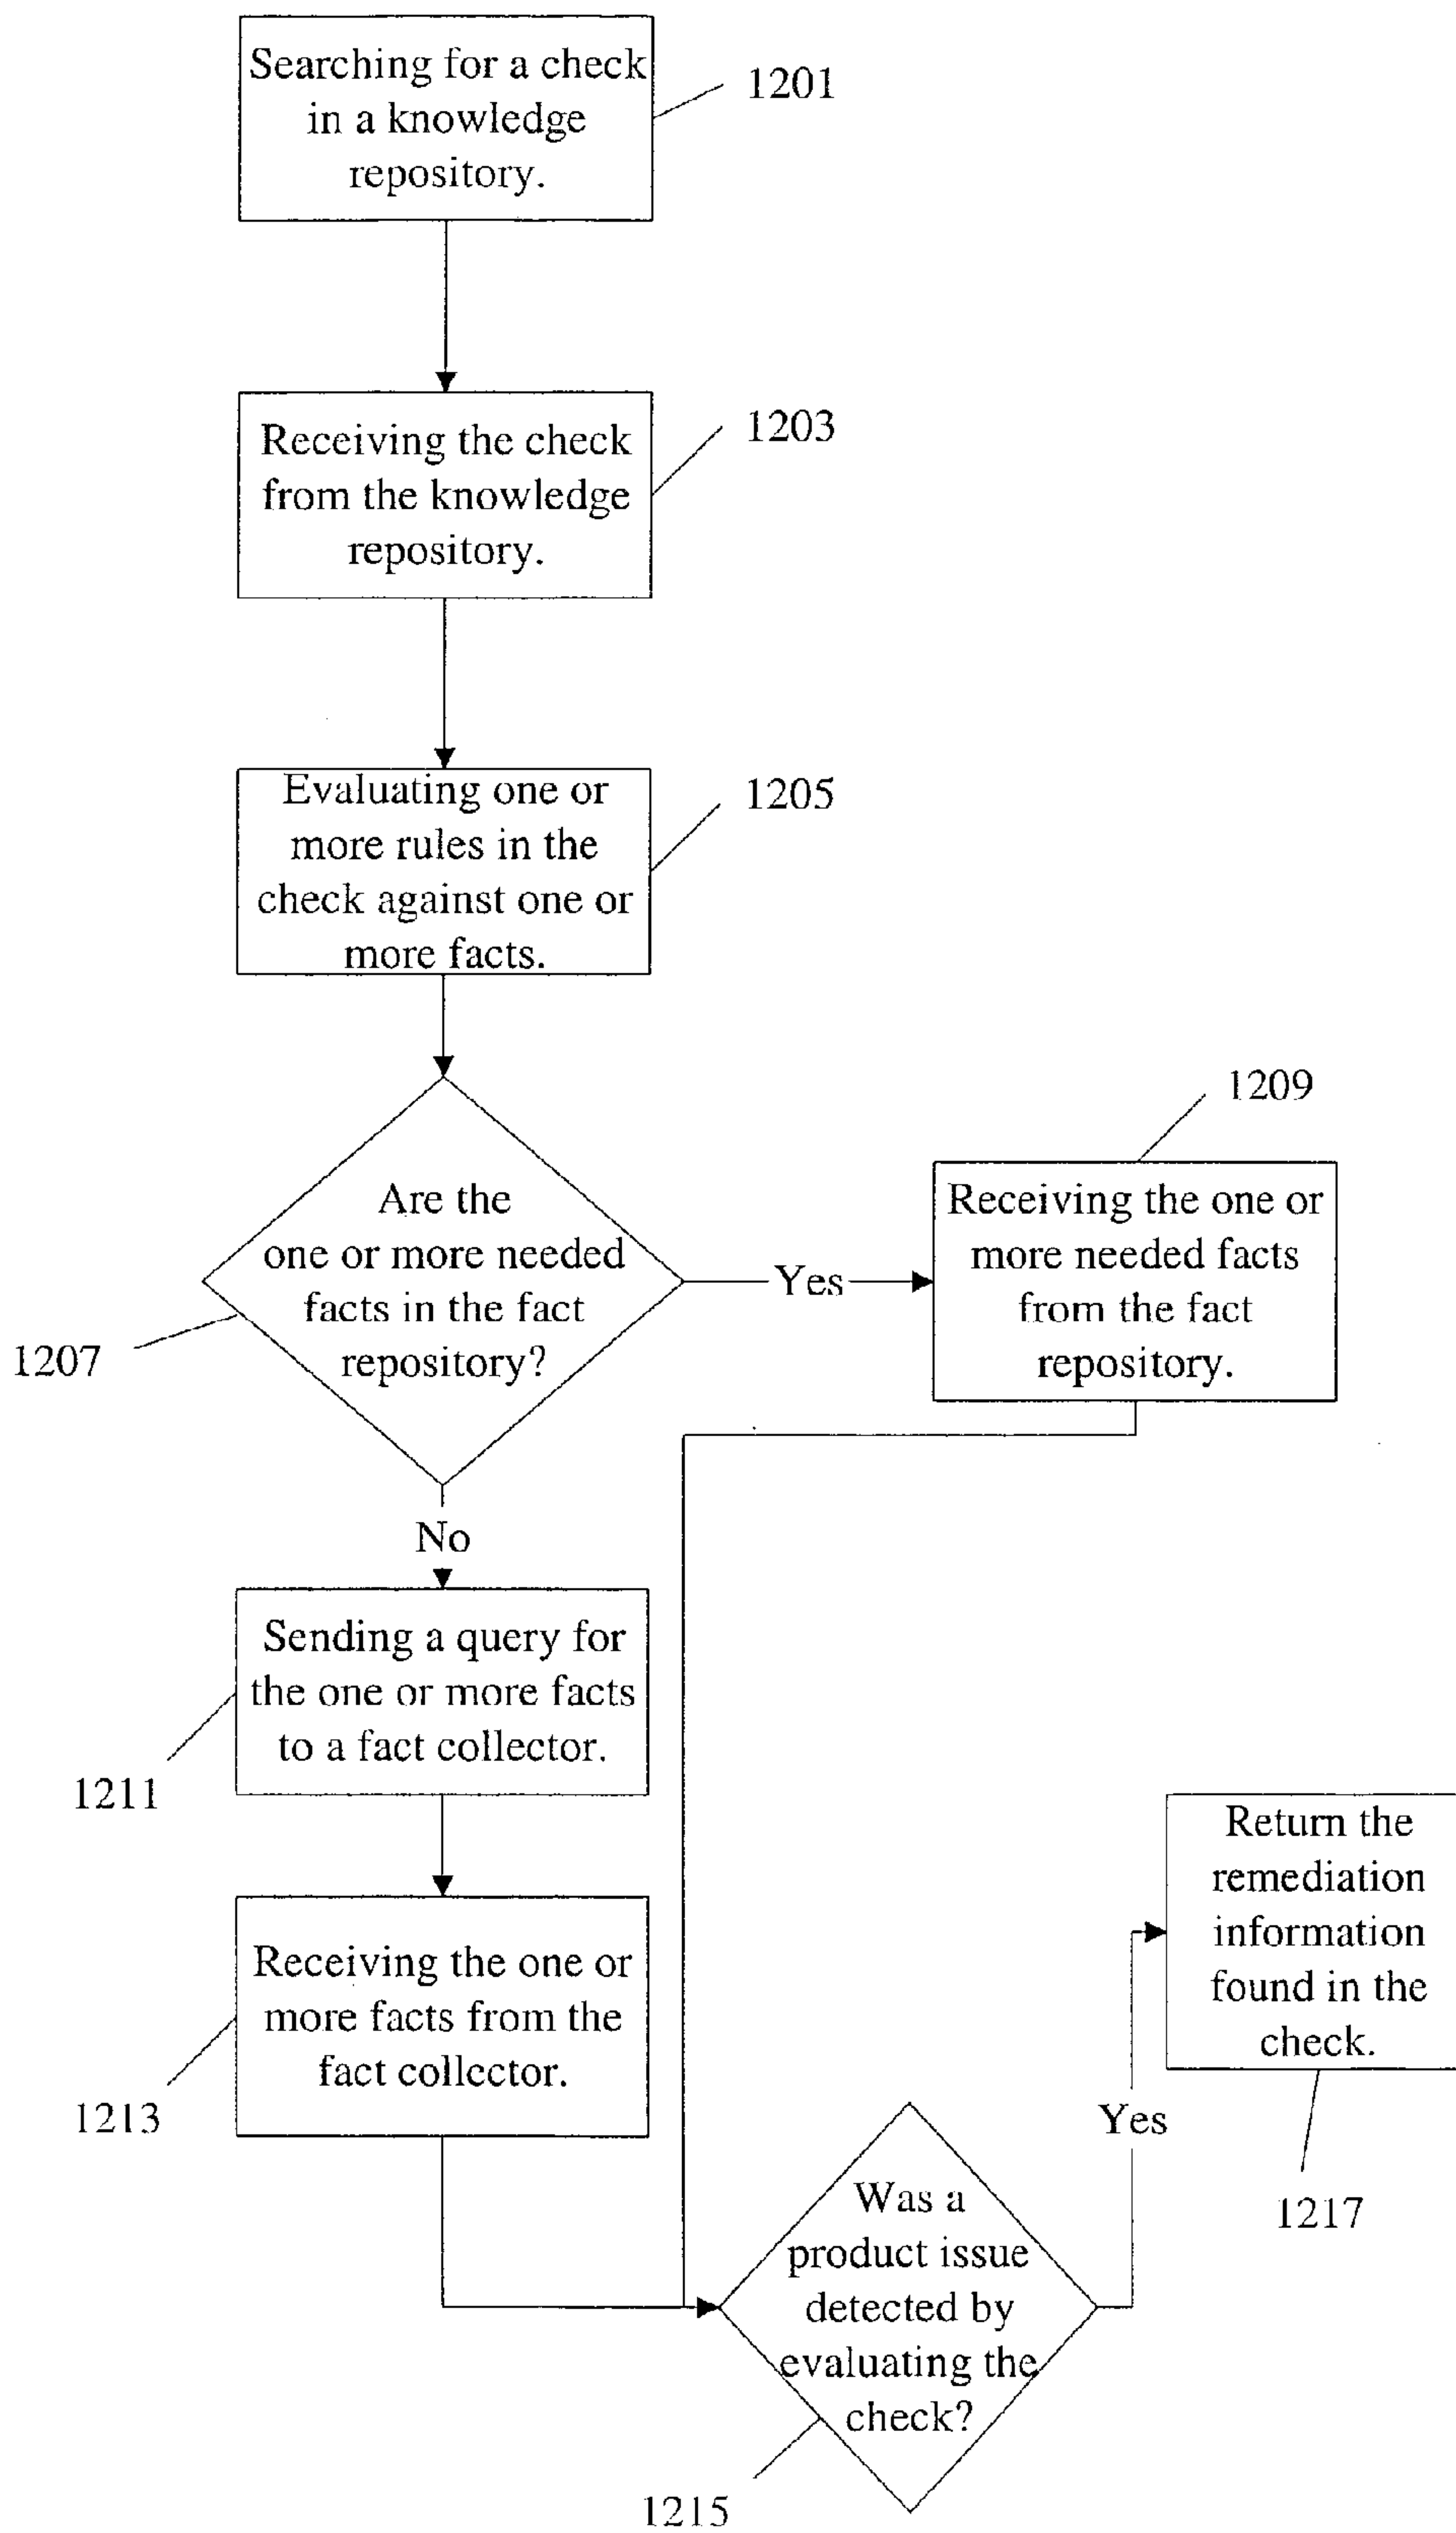 Searching for a check
in a knowledge
repository.
1201
Receiving the check
from the knowledge
repository.
1203
Evaluating one or
more rules in the
check against one or
more facts.
1205
Are the
one or more needed
facts in the fact
repository?
1207
Yes
1209
Receiving the one or
more needed facts
from the fact
repository.
No
Sending a query for
the one or more facts
to a fact collector.
1211
Receiving the one or
more facts from the
fact collector.
1213
Was a
product issue
detected by
evaluating the
check?
1215
Yes
Return the
remediation
information
found in the
check.
1217